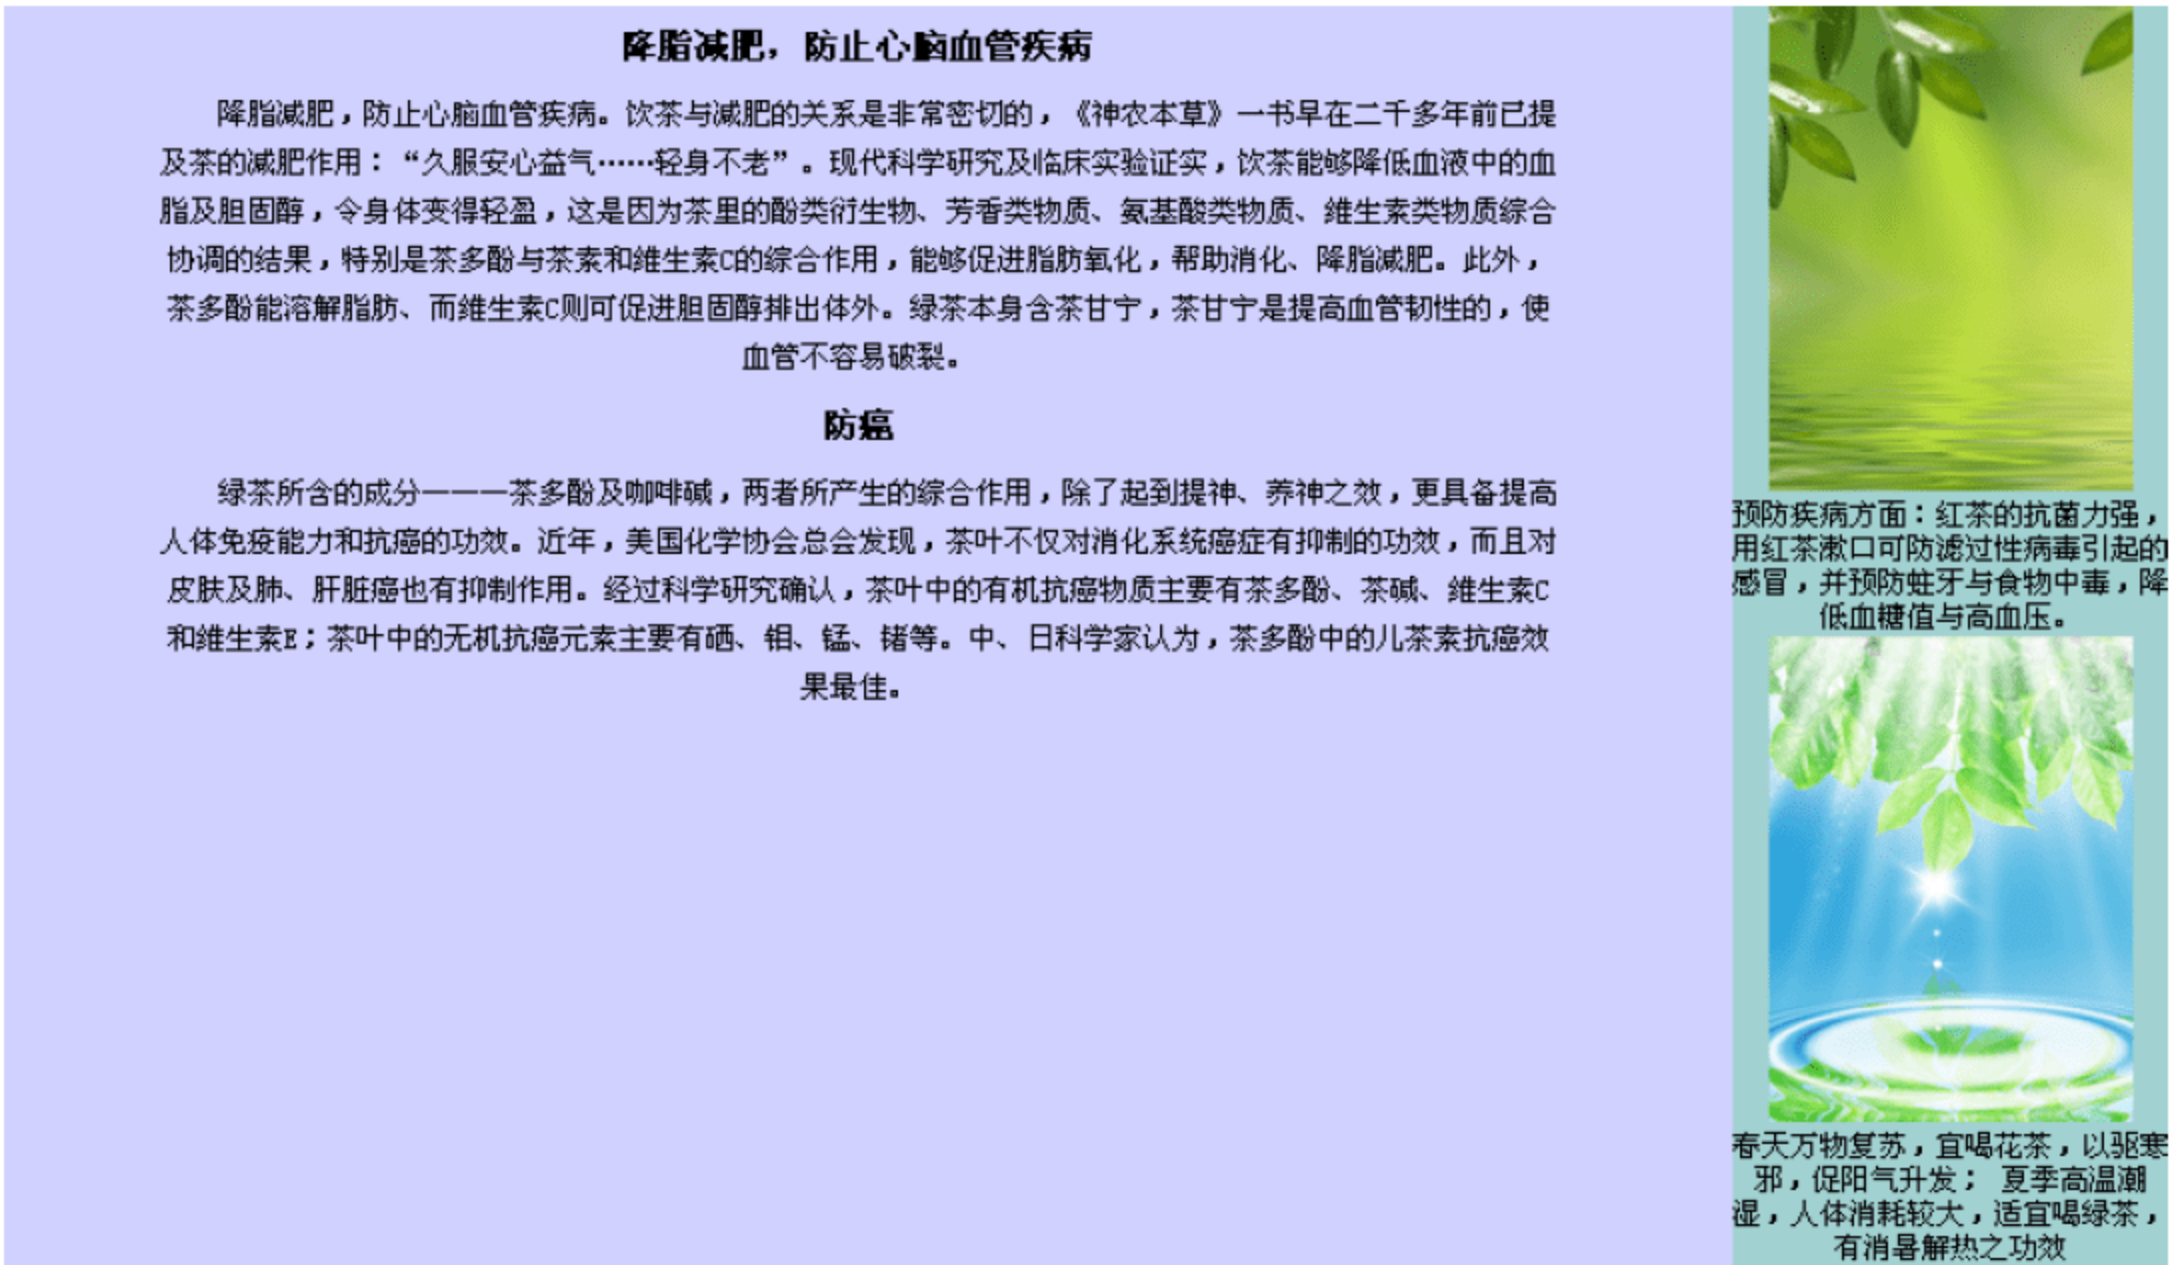 降脂减肥，防止心脑血管疾病
降脂减肥，防止心脑血管疾病。饮茶与减肥的关系是非常密切的，《神农本草》一书早在二千多年前已提
及茶的减肥作用：“久服安心益气……轻身不老”。现代科学研究及临床实验证实，饮茶能够降低血液中的血
脂及胆固醇，令身体变得轻盈，这是因为茶里的酚类衍生物、芳香类物质、氨基酸类物质、维生素类物质综合
协调的结果，特别是茶多酚与茶素和维生素C的综合作用，能够促进脂肪氧化，帮助消化、降脂减肥。此外，
茶多酚能溶解脂肪、而维生素C则可促进胆固醇排出体外。绿茶本身含茶甘宁，茶甘宁是提高血管韧性的，使
血管不容易破裂。
防癌
绿茶所含的成分———茶多酚及咖啡碱，两者所产生的综合作用，除了起到提神、养神之效，更具备提高
人体免疫能力和抗癌的功效。近年，美国化学协会总会发现，茶叶不仅对消化系统癌症有抑制的功效，而且对
皮肤及肺、肝脏癌也有抑制作用。经过科学研究确认，茶叶中的有机抗癌物质主要有茶多酚、茶碱、维生素C
和维生素E；茶叶中的无机抗癌元素主要有硒、钼、锰、锗等。中、日科学家认为，茶多酚中的儿茶素抗癌效
果最佳。
预防疾病方面：红茶的抗菌力强，
用红茶漱口可防滤过性病毒引起的
感冒，并预防蛀牙与食物中毒，降
低血糖值与高血压。
春天万物复苏，宜喝花茶，以驱寒
邪，促阳气升发； 夏季高温潮
湿，人体消耗较大，适宜喝绿茶，
有消暑解热之功效